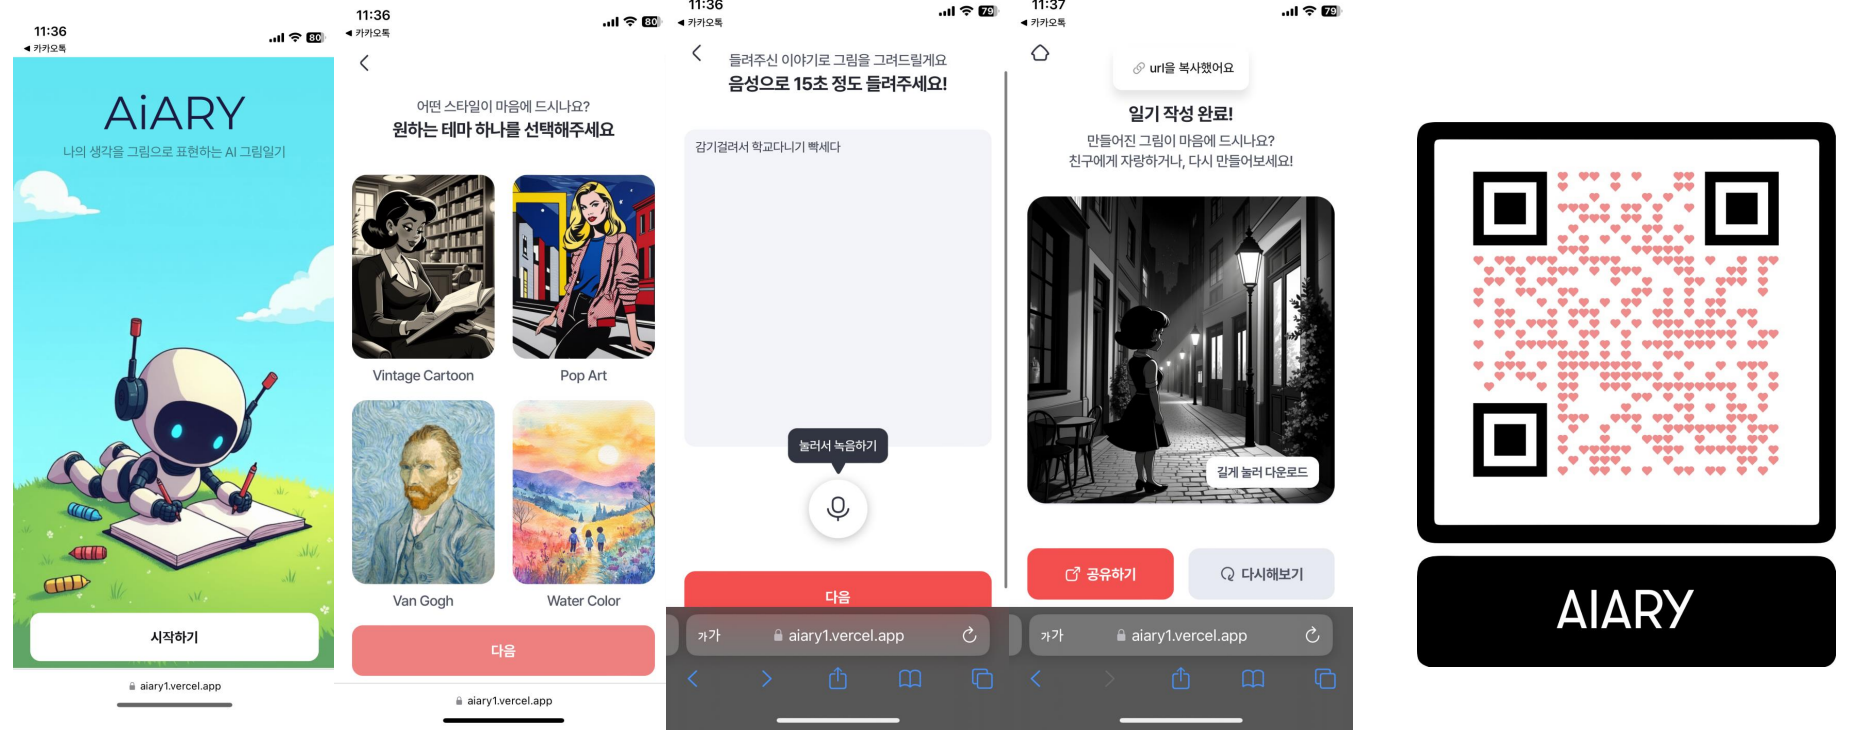 11:36
◀ 카카오톡
80
AiARY
나의 생각을 그림으로 표현하는 AI 그림일기
시작하기
aiary1.vercel.app
11:36
◀ 카카오톡
80
어떤 스타일이 마음에 드시나요?
원하는 테마 하나를 선택해주세요
Vintage Cartoon
Pop Art
Van Gogh
Water Color
다음
aiary1.vercel.app
11:36
◀ 카카오톡
79
들려주신 이야기로 그림을 그려드릴게요
음성으로 15초 정도 들려주세요!
감기걸려서 학교다니기 빡세다
눌러서 녹음하기
다음
가가
aiary1.vercel.app
11:37
◀ 카카오톡
79
url을 복사했어요
일기 작성 완료!
만들어진 그림이 마음에 드시나요?
친구에게 자랑하거나, 다시 만들어보세요!
길게 눌러 다운로드
공유하기
다시해보기
가가
aiary1.vercel.app
AIARY